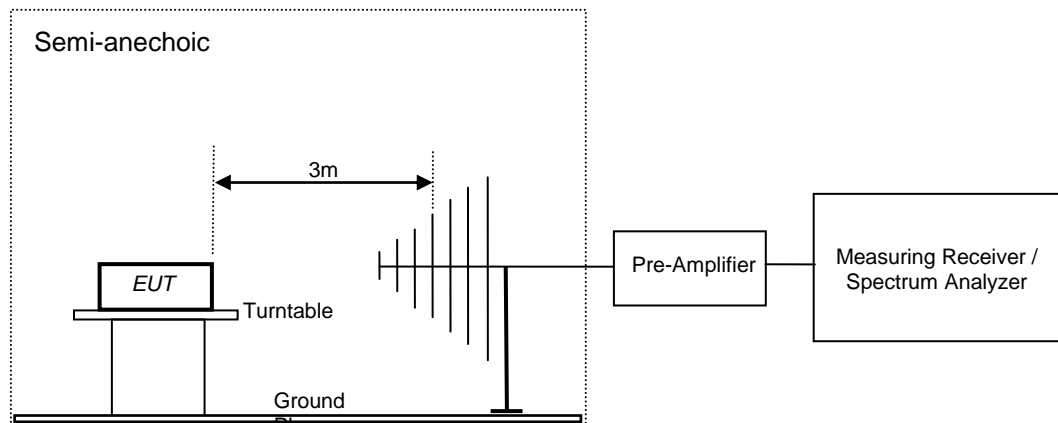 Semi-anechoic
3m
EUT
Turntable
Ground
Pre-Amplifier
Measuring Receiver /
Spectrum Analyzer